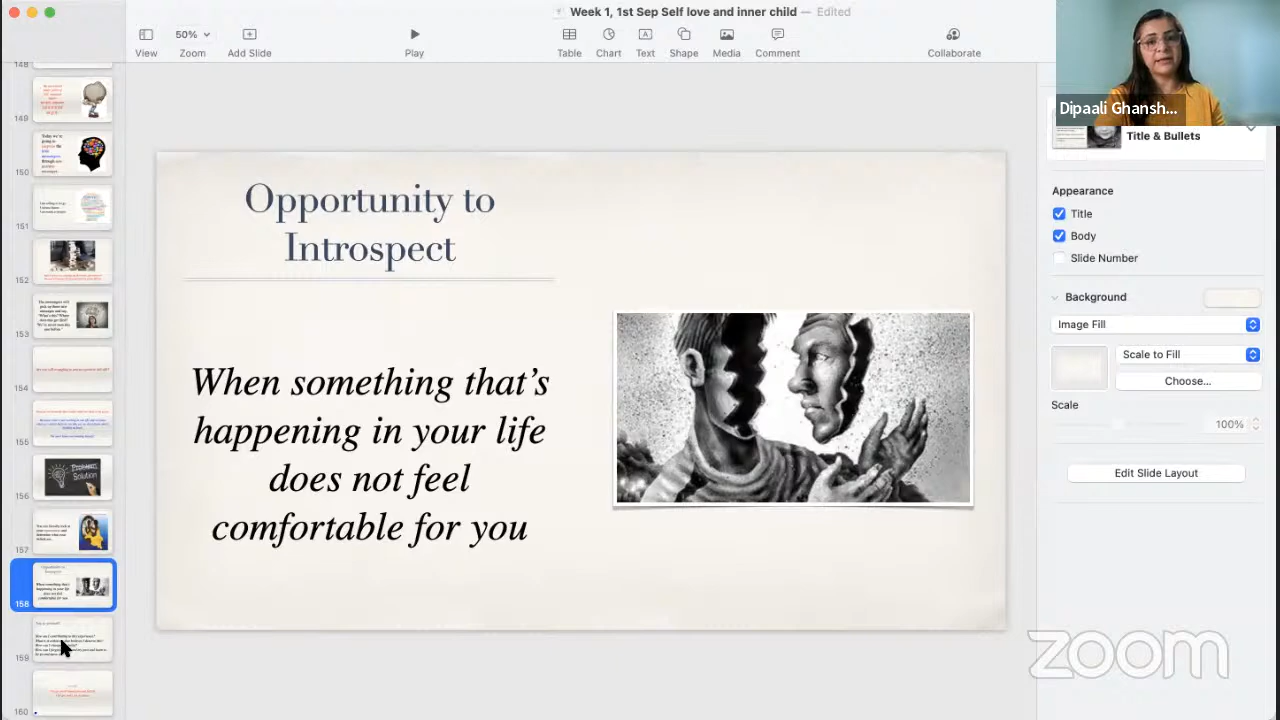 Week 1, 1st Sep Self love and inner child — Edited
View
50%
Zoom
Add Slide
Play
Table
Chart
Text
Shape
Media
Comment
Collaborate
Dipaali Ghansh...
Title & Bullets
Appearance
Title
Body
Slide Number
Background
Image Fill
Scale to Fill
Choose...
Scale
100%
Edit Slide Layout
Opportunity to
Introspect
When something that's
happening in your life
does not feel
comfortable for you
148
149
150
151
152
153
154
155
156
Problem
Solution
157
158
159
160
zoom